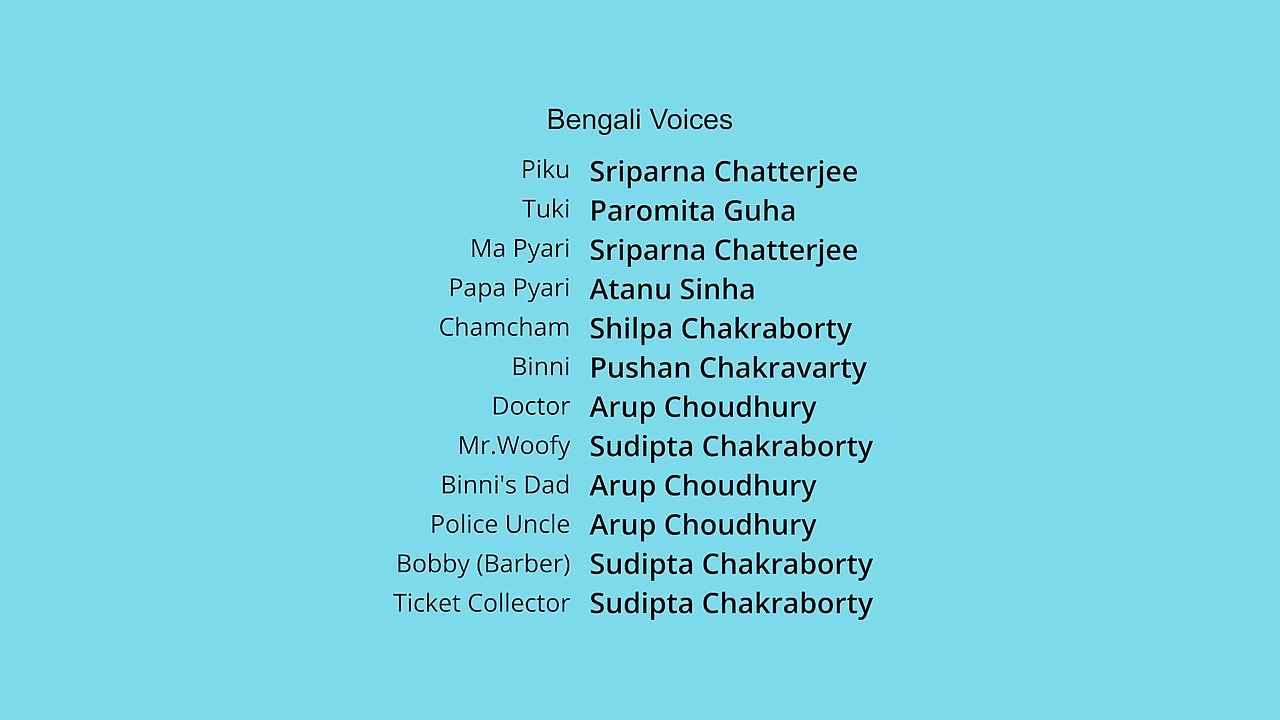 Bengali Voices
Piku Sriparna Chatterjee
Tuki Paromita Guha
Ma Pyari Sriparna Chatterjee
Papa Pyari Atanu Sinha
Chamcham Shilpa Chakraborty
Binni Pushan Chakravarty
Doctor Arup Choudhury
Mr.Woofy Sudipta Chakraborty
Binni's Dad Arup Choudhury
Police Uncle Arup Choudhury
Bobby (Barber) Sudipta Chakraborty
Ticket Collector Sudipta Chakraborty